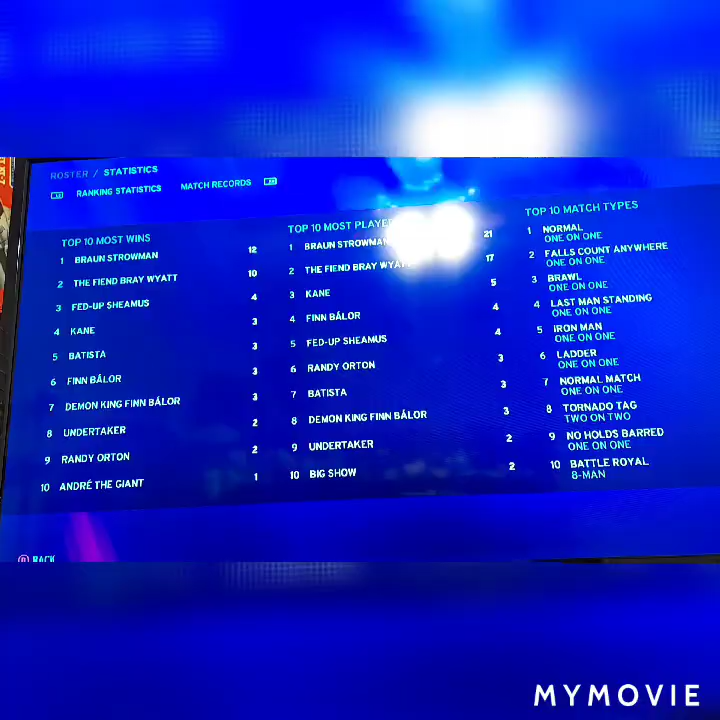 ROSTER / STATISTICS
RANKING STATISTICS MATCH RECORDS
TOP 10 MOST WINS
1 BRAUN STROWMAN 12
2 THE FIEND BRAY WYATT 10
3 FED-UP SHEAMUS 4
4 KANE 3
5 BATISTA 3
6 FINN BÁLOR 3
7 DEMON KING FINN BÁLOR 3
8 UNDERTAKER 2
9 RANDY ORTON 2
10 ANDRÉ THE GIANT 1
TOP 10 MOST PLAYED
1 BRAUN STROWMAN 21
2 THE FIEND BRAY WYATT 17
3 KANE 5
4 FINN BÁLOR 4
5 FED-UP SHEAMUS 4
6 RANDY ORTON 3
7 BATISTA 3
8 DEMON KING FINN BÁLOR 3
9 UNDERTAKER 2
10 BIG SHOW 2
TOP 10 MATCH TYPES
1 NORMAL
ONE ON ONE
2 FALLS COUNT ANYWHERE
ONE ON ONE
3 BRAWL
ONE ON ONE
4 LAST MAN STANDING
ONE ON ONE
5 IRON MAN
ONE ON ONE
6 LADDER
ONE ON ONE
7 NORMAL MATCH
ONE ON ONE
8 TORNADO TAG
TWO ON TWO
9 NO HOLDS BARRED
ONE ON ONE
10 BATTLE ROYAL
8-MAN
B BACK
MYMOVIE